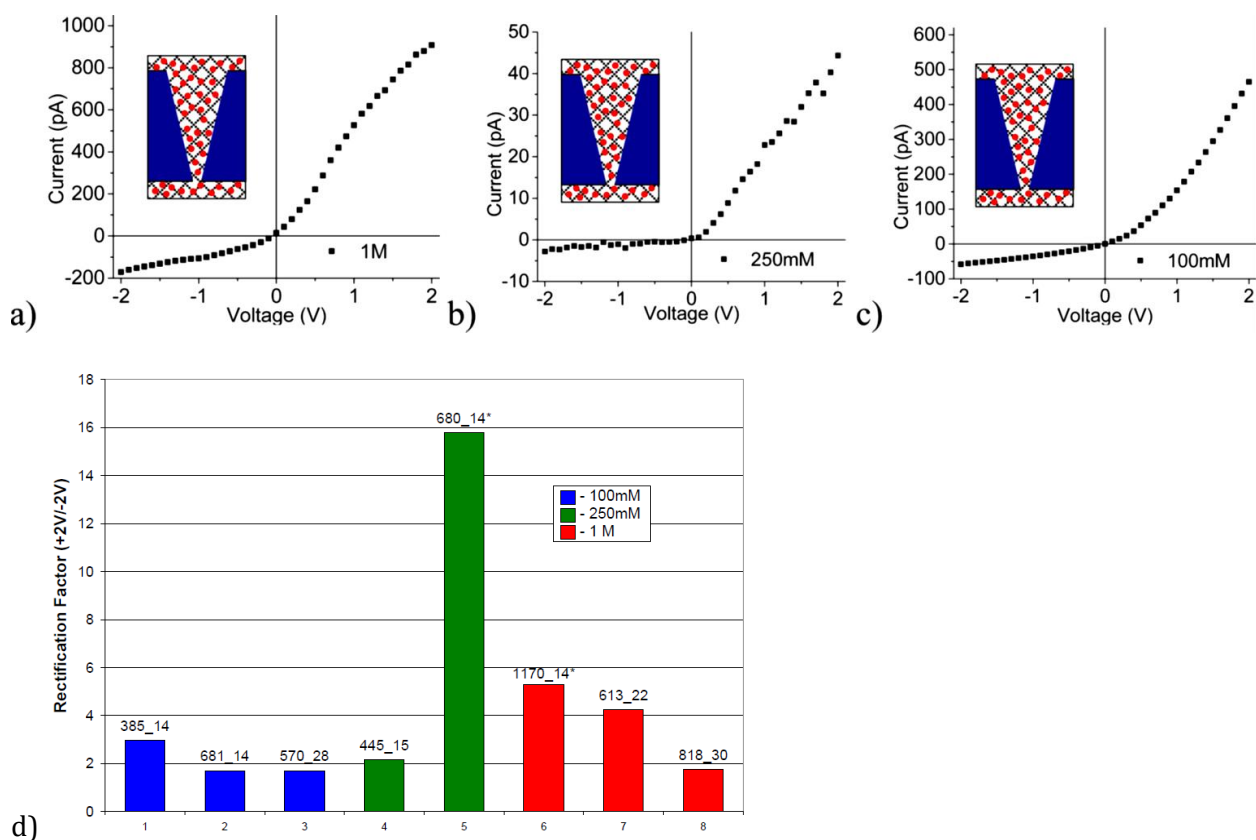 1000
800
600
400
200
0
-200
Current (pA)
-2 -1 0 1 2
Voltage (V)
1M
a)
50
40
30
20
10
0
-10
Current (pA)
-2 -1 0 1 2
Voltage (V)
250mM
b)
600
500
400
300
200
100
0
-100
Current (pA)
-2 -1 0 1 2
Voltage (V)
100mM
c)
18
16
14
12
10
8
6
4
2
0
Rectification Factor (+2V/-2V)
385_14
681_14
570_28
445_15
680_14*
1170_14*
613_22
818_30
- 100mM
- 250mM
- 1 M
1 2 3 4 5 6 7 8
d)